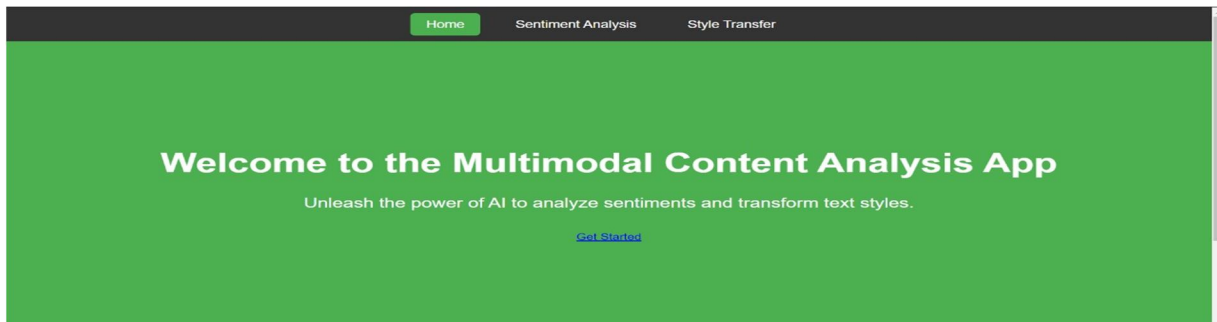 Home Sentiment Analysis Style Transfer
Welcome to the Multimodal Content Analysis App
Unleash the power of AI to analyze sentiments and transform text styles.
Get Started